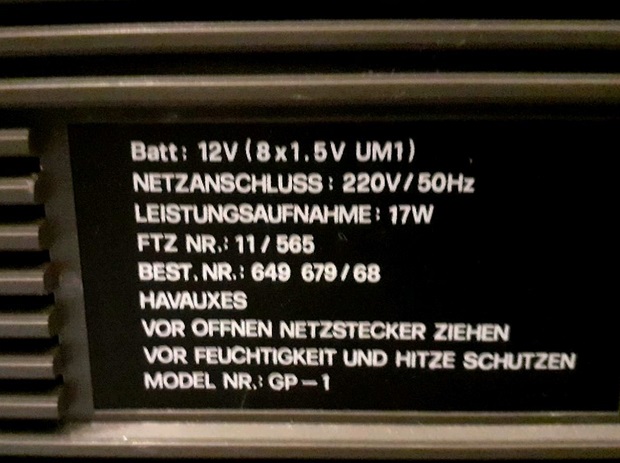 Batt: 12V (8x1.5V UM1)
NETZANSCHLUSS: 220V/50Hz
LEISTUNGSAUFNAHME: 17W
FTZ NR.: 11/565
BEST.NR.: 649 679/68
HAVAUXES
VOR OFFNEN NETZSTECKER ZIEHEN
VOR FEUCHTIGKEIT UND HITZE SCHUTZEN
MODEL NR.: GP-1